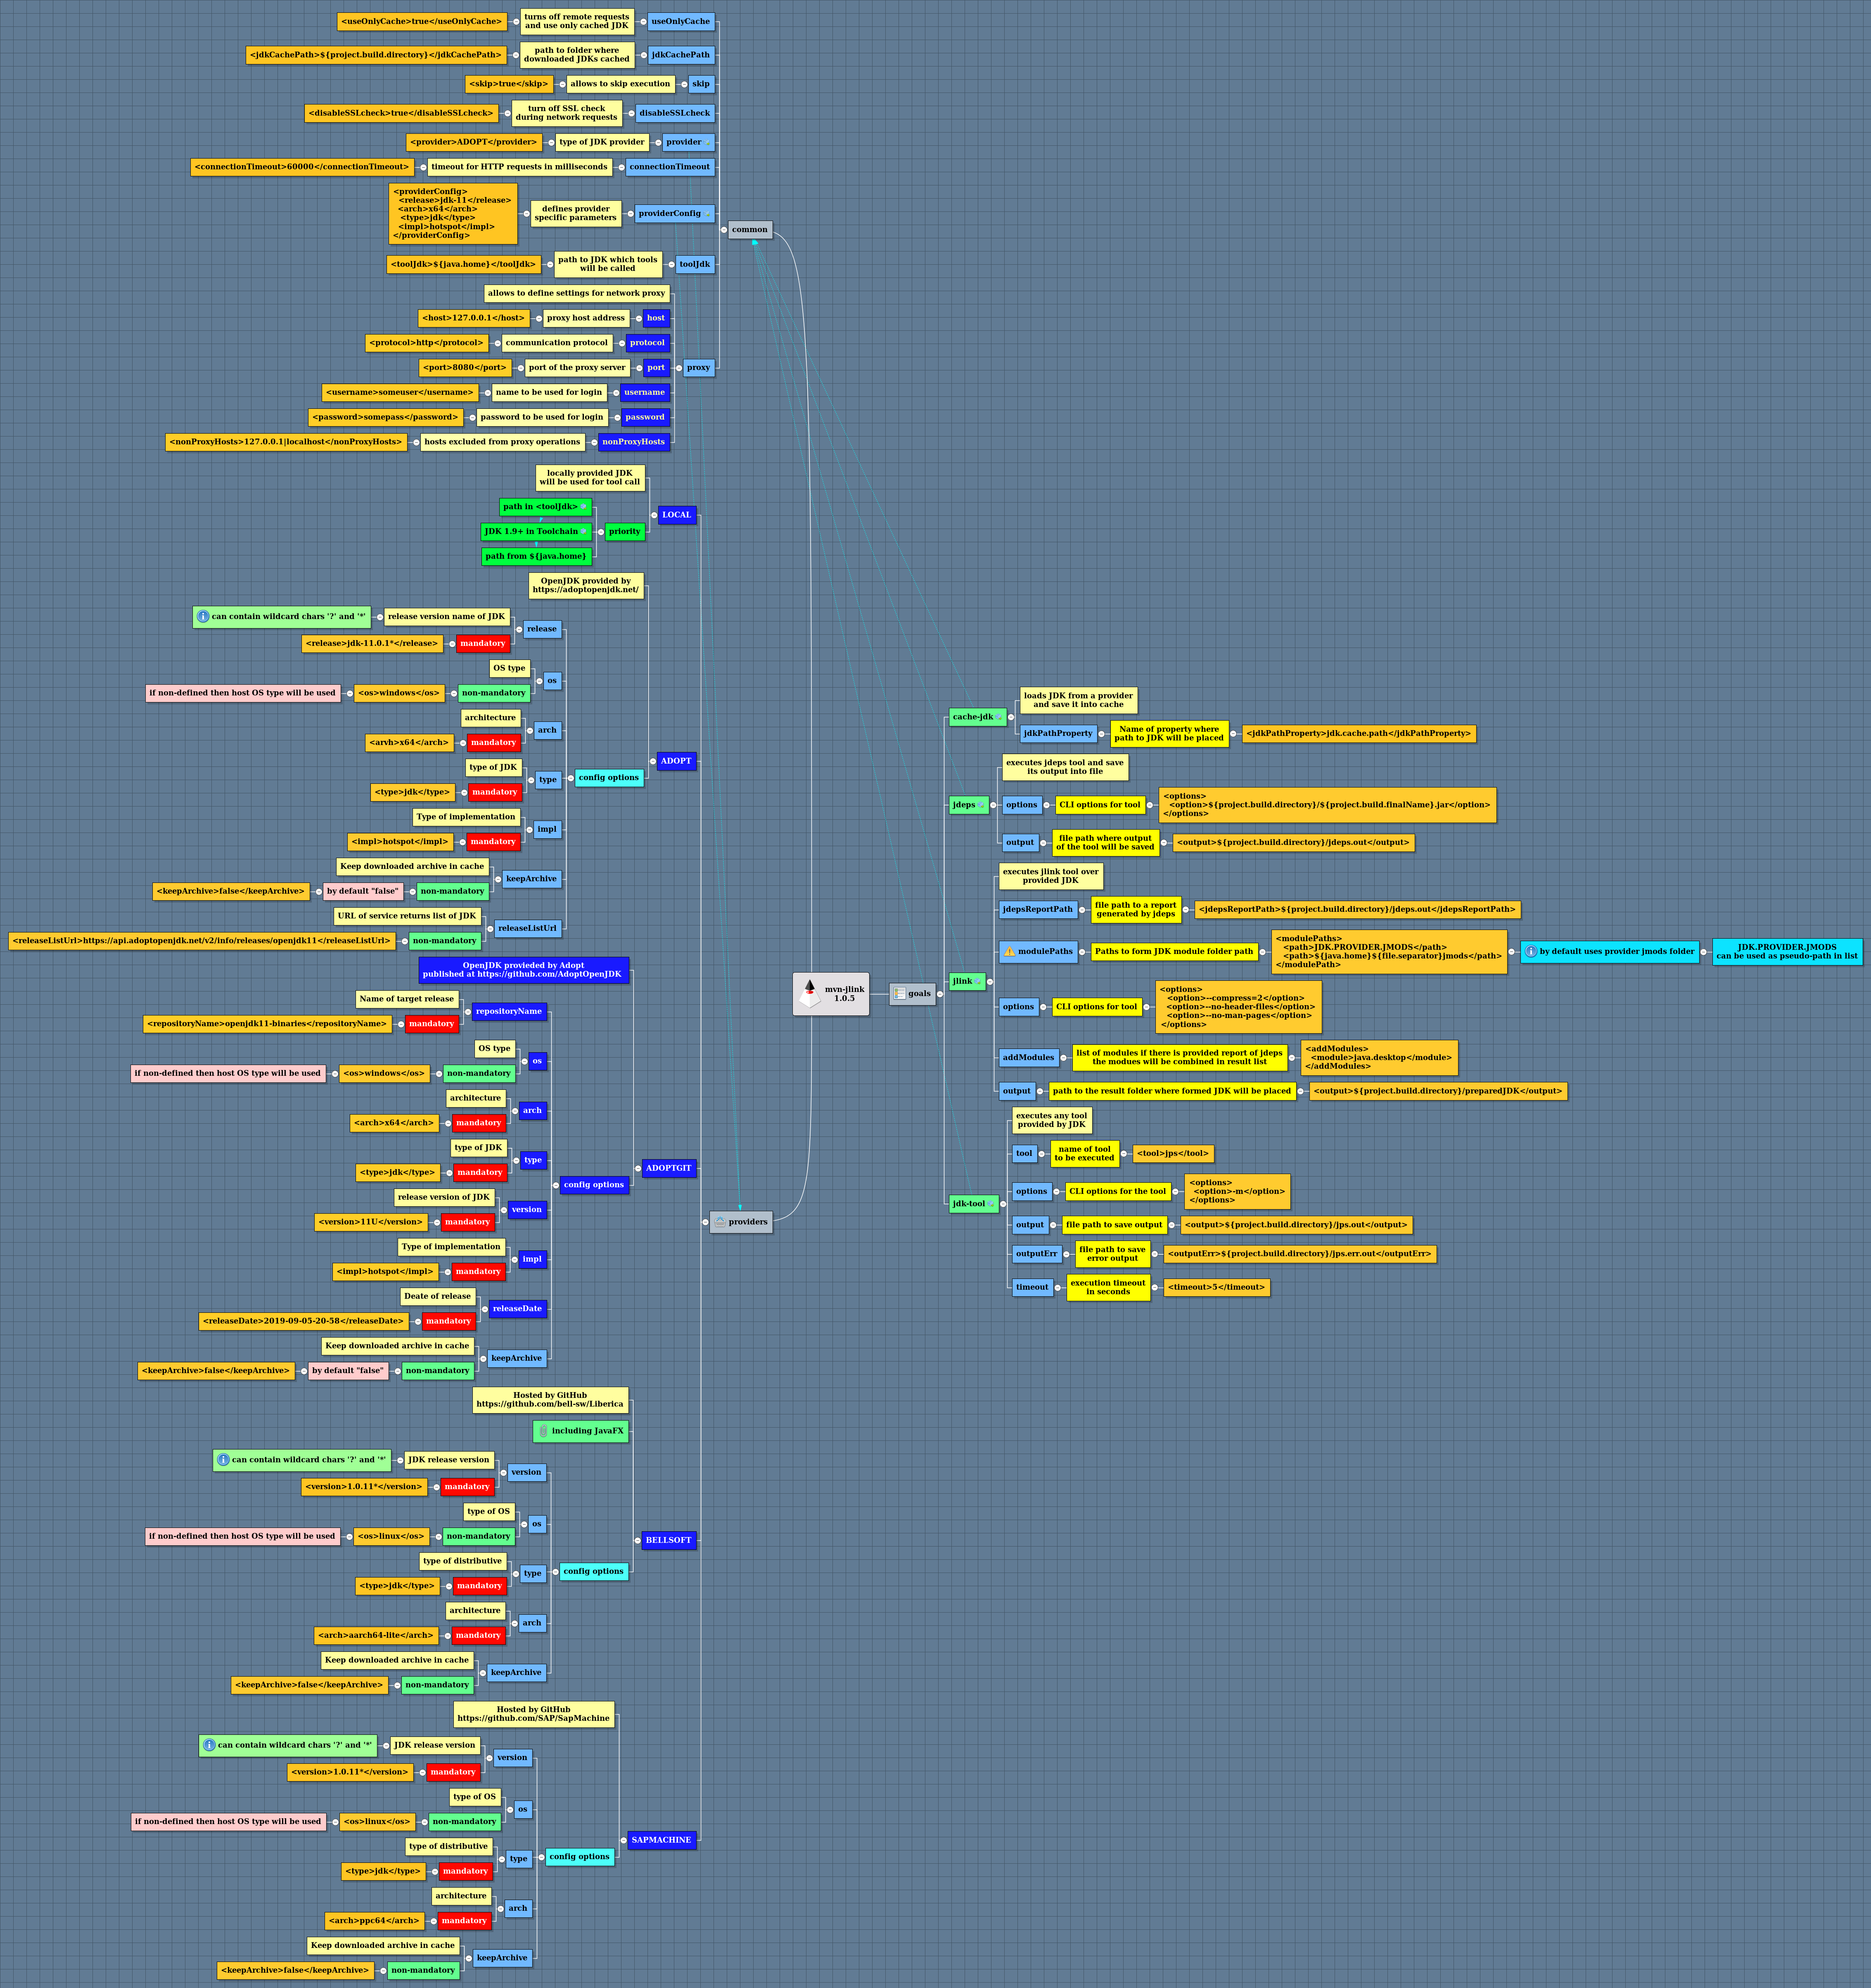 mvn-jlink
1.0.5
common
useOnlyCache
turns off remote requests
and use only cached JDK
<useOnlyCache>true</useOnlyCache>
jdkCachePath
path to folder where
downloaded JDKs cached
<jdkCachePath>${project.build.directory}</jdkCachePath>
skip
allows to skip execution
<skip>true</skip>
disableSSLcheck
turn off SSL check
during network requests
<disableSSLcheck>true</disableSSLcheck>
provider
type of JDK provider
<provider>ADOPT</provider>
connectionTimeout
timeout for HTTP requests in milliseconds
<connectionTimeout>60000</connectionTimeout>
providerConfig
defines provider
specific parameters
<providerConfig>
<release>jdk-11</release>
<arch>x64</arch>
<type>jdk</type>
<impl>hotspot</impl>
</providerConfig>
toolJdk
path to JDK which tools
will be called
<toolJdk>${java.home}</toolJdk>
proxy
allows to define settings for network proxy
host
proxy host address
<host>127.0.0.1</host>
protocol
communication protocol
<protocol>http</protocol>
port
port of the proxy server
<port>8080</port>
username
name to be used for login
<username>someuser</username>
password
password to be used for login
<password>somepass</password>
nonProxyHosts
hosts excluded from proxy operations
<nonProxyHosts>127.0.0.1|localhost</nonProxyHosts>
providers
LOCAL
locally provided JDK
will be used for tool call
priority
path in <toolJdk>
JDK 1.9+ in Toolchain
path from ${java.home}
ADOPT
OpenJDK provided by
https://adoptopenjdk.net/
config options
release
release version name of JDK
can contain wildcard chars '?' and '*'
mandatory
<release>jdk-11.0.1*</release>
os
OS type
non-mandatory
<os>windows</os>
if non-defined then host OS type will be used
arch
architecture
mandatory
<arvh>x64</arch>
type
type of JDK
mandatory
<type>jdk</type>
impl
Type of implementation
mandatory
<impl>hotspot</impl>
keepArchive
Keep downloaded archive in cache
non-mandatory
by default "false"
<keepArchive>false</keepArchive>
releaseListUrl
URL of service returns list of JDK
non-mandatory
<releaseListUrl>https://api.adoptopenjdk.net/v2/info/releases/openjdk11</releaseListUrl>
ADOPTGIT
OpenJDK provieded by Adopt
published at https://github.com/AdoptOpenJDK
config options
repositoryName
Name of target release
mandatory
<repositoryName>openjdk11-binaries</repositoryName>
os
OS type
non-mandatory
<os>windows</os>
if non-defined then host OS type will be used
arch
architecture
mandatory
<arch>x64</arch>
type
type of JDK
mandatory
<type>jdk</type>
version
release version of JDK
mandatory
<version>11U</version>
impl
Type of implementation
mandatory
<impl>hotspot</impl>
releaseDate
Deate of release
mandatory
<releaseDate>2019-09-05-20-58</releaseDate>
keepArchive
Keep downloaded archive in cache
non-mandatory
by default "false"
<keepArchive>false</keepArchive>
BELLSOFT
Hosted by GitHub
https://github.com/bell-sw/Liberica
including JavaFX
config options
version
JDK release version
can contain wildcard chars '?' and '*'
mandatory
<version>1.0.11*</version>
os
type of OS
non-mandatory
<os>linux</os>
if non-defined then host OS type will be used
type
type of distributive
mandatory
<type>jdk</type>
arch
architecture
mandatory
<arch>aarch64-lite</arch>
keepArchive
Keep downloaded archive in cache
non-mandatory
<keepArchive>false</keepArchive>
SAPMACHINE
Hosted by GitHub
https://github.com/SAP/SapMachine
config options
version
JDK release version
can contain wildcard chars '?' and '*'
mandatory
<version>1.0.11*</version>
os
type of OS
non-mandatory
<os>linux</os>
if non-defined then host OS type will be used
type
type of distributive
mandatory
<type>jdk</type>
arch
architecture
mandatory
<arch>ppc64</arch>
keepArchive
Keep downloaded archive in cache
non-mandatory
<keepArchive>false</keepArchive>
goals
cache-jdk
loads JDK from a provider
and save it into cache
jdkPathProperty
Name of property where
path to JDK will be placed
<jdkPathProperty>jdk.cache.path</jdkPathProperty>
jdeps
executes jdeps tool and save
its output into file
options
CLI options for tool
<options>
<option>${project.build.directory}/${project.build.finalName}.jar</option>
</options>
output
file path where output
of the tool will be saved
<output>${project.build.directory}/jdeps.out</output>
jlink
executes jlink tool over
provided JDK
jdepsReportPath
file path to a report
generated by jdeps
<jdepsReportPath>${project.build.directory}/jdeps.out</jdepsReportPath>
modulePaths
Paths to form JDK module folder path
<modulePaths>
<path>JDK.PROVIDER.JMODS</path>
<path>${java.home}${file.separator}jmods</path>
</modulePath>
by default uses provider jmods folder
JDK.PROVIDER.JMODS
can be used as pseudo-path in list
options
CLI options for tool
<options>
<option>--compress=2</option>
<option>--no-header-files</option>
<option>--no-man-pages</option>
</options>
addModules
list of modules if there is provided report of jdeps
the modues will be combined in result list
<addModules>
<module>java.desktop</module>
</addModules>
output
path to the result folder where formed JDK will be placed
<output>${project.build.directory}/preparedJDK</output>
jdk-tool
executes any tool
provided by JDK
tool
name of tool
to be executed
<tool>jps</tool>
options
CLI options for the tool
<options>
<option>-m</option>
</options>
output
file path to save output
<output>${project.build.directory}/jps.out</output>
outputErr
file path to save
error output
<outputErr>${project.build.directory}/jps.err.out</outputErr>
timeout
execution timeout
in seconds
<timeout>5</timeout>